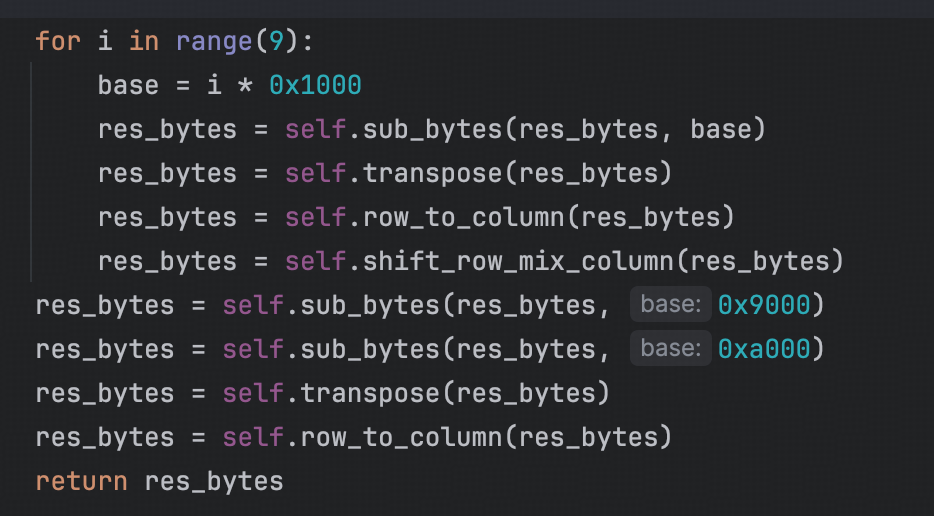 for i in range(9):
    base = i * 0x1000
    res_bytes = self.sub_bytes(res_bytes, base)
    res_bytes = self.transpose(res_bytes)
    res_bytes = self.row_to_column(res_bytes)
    res_bytes = self.shift_row_mix_column(res_bytes)
res_bytes = self.sub_bytes(res_bytes, base: 0x9000)
res_bytes = self.sub_bytes(res_bytes, base: 0xa000)
res_bytes = self.transpose(res_bytes)
res_bytes = self.row_to_column(res_bytes)
return res_bytes